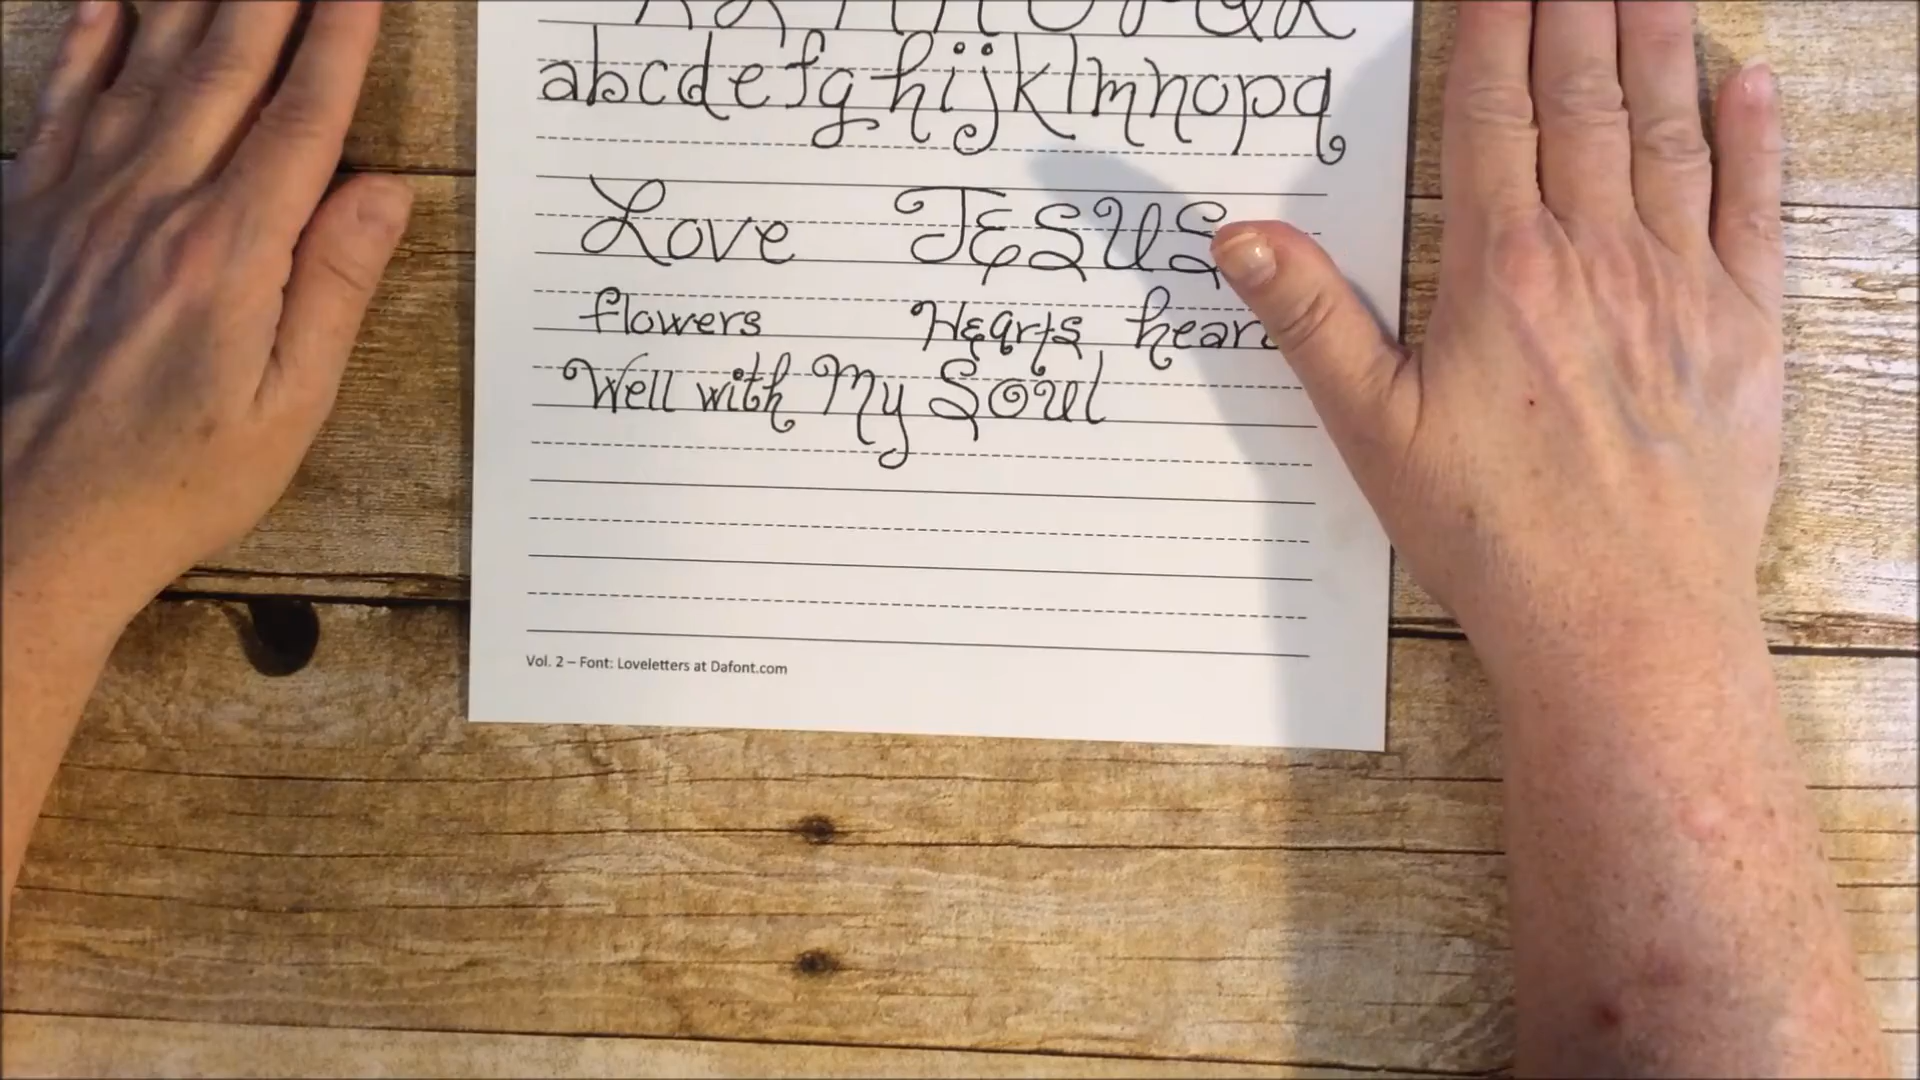 abcdefghijklmnopq
Love JESUS
flowers Hearts
Well with My Soul
Vol. 2 – Font: Loveletters at Dafont.com